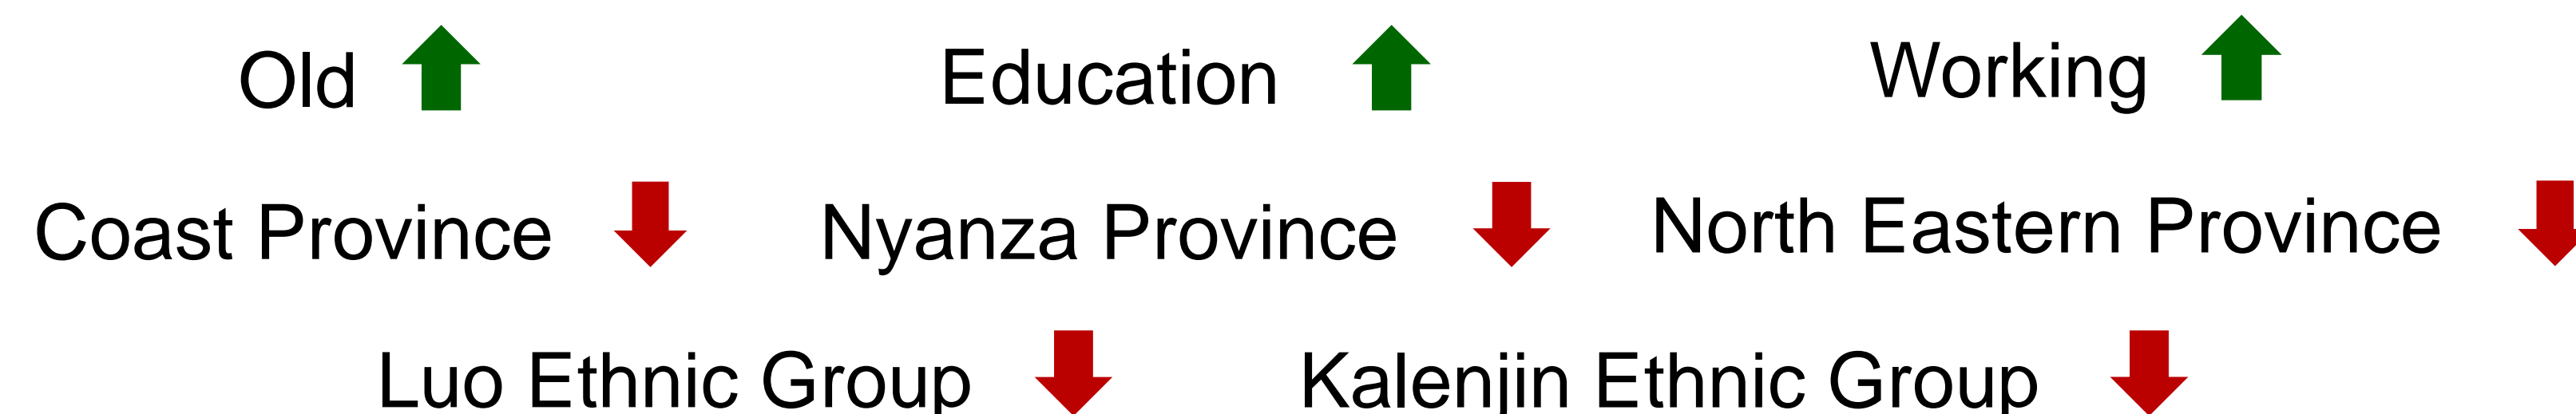 Old Education Working
Coast Province Nyanza Province North Eastern Province
Luo Ethnic Group Kalenjin Ethnic Group